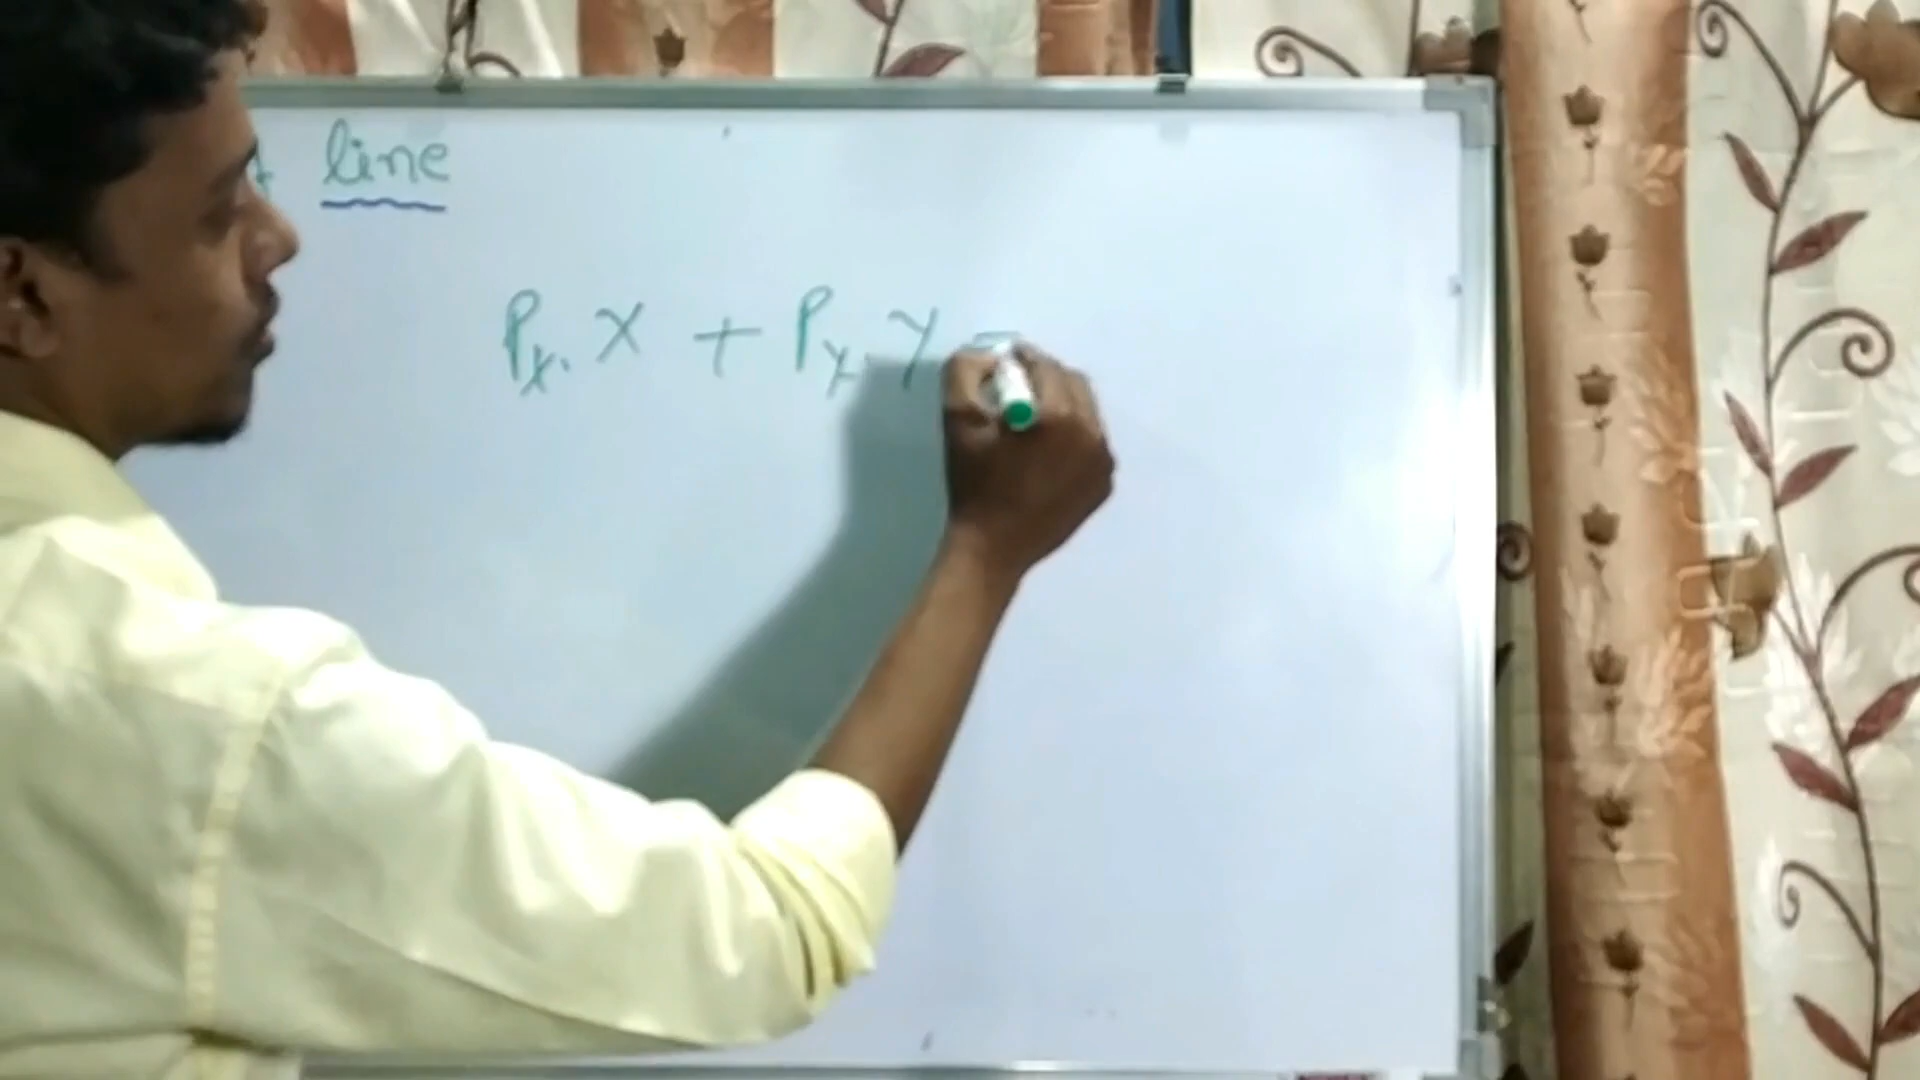 line
Px. X + Py. Y =